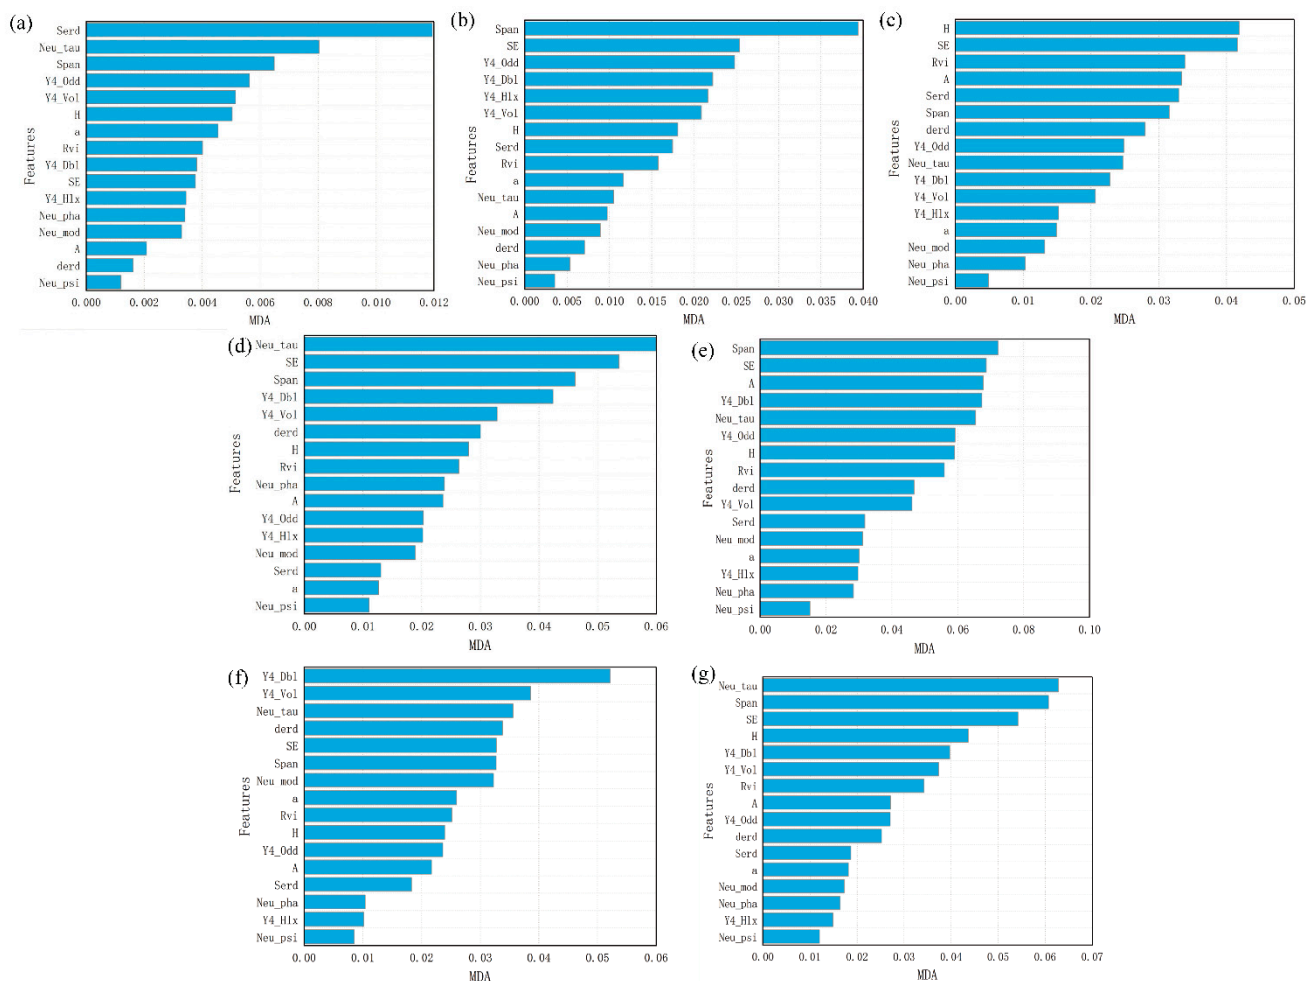 (a)
Serd
Neu_tau
Span
Y4_Odd
Y4_Vol
H
a
Rvi
Y4_Dbl
SE
Y4_Hlx
Neu_pha
Neu_mod
A
derd
Neu_psi
Features
0.000 0.002 0.004 0.006 0.008 0.010 0.012
MDA
(b)
Span
SE
Y4_Odd
Y4_Dbl
Y4_Hlx
Y4_Vol
H
Serd
Rvi
a
Neu_tau
A
Neu_mod
derd
Neu_pha
Neu_psi
Features
0.000 0.005 0.010 0.015 0.020 0.025 0.030 0.035 0.040
MDA
(c)
H
SE
Rvi
A
Serd
Span
derd
Y4_Odd
Neu_tau
Y4_Dbl
Y4_Vol
Y4_Hlx
a
Neu_mod
Neu_pha
Neu_psi
Features
0.00 0.01 0.02 0.03 0.04 0.05
MDA
(d)
Neu_tau
SE
Span
Y4_Dbl
Y4_Vol
derd
H
Rvi
Neu_pha
A
Y4_Odd
Y4_Hlx
Neu_mod
Serd
a
Neu_psi
Features
0.00 0.01 0.02 0.03 0.04 0.05 0.06
MDA
(e)
Span
SE
A
Y4_Dbl
Neu_tau
Y4_Odd
H
Rvi
derd
Y4_Vol
Serd
Neu_mod
a
Y4_Hlx
Neu_pha
Neu_psi
Features
0.00 0.02 0.04 0.06 0.08 0.10
MDA
(f)
Y4_Dbl
Y4_Vol
Neu_tau
derd
SE
Span
Neu_mod
a
Rvi
H
Y4_Odd
A
Serd
Neu_pha
Y4_Hlx
Neu_psi
Features
0.00 0.01 0.02 0.03 0.04 0.05 0.06
MDA
(g)
Neu_tau
Span
SE
H
Y4_Dbl
Y4_Vol
Rvi
A
Y4_Odd
derd
Serd
a
Neu_mod
Neu_pha
Y4_Hlx
Neu_psi
Features
0.00 0.01 0.02 0.03 0.04 0.05 0.06 0.07
MDA